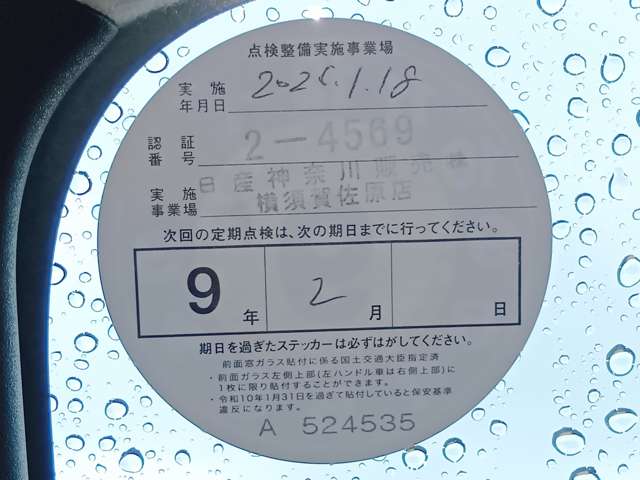 点検整備実施事業場
実施年月日 2025.1.18
認証番号 2-4569
実施事業場 日産神奈川販売㈱
横須賀佐原店
次回の定期点検は、次の期日までに行ってください。
9年 2月 日
期日を過ぎたステッカーは必ずはがしてください。
前面窓ガラス貼付に係る国土交通大臣指定済
・前面ガラス左側上部(左ハンドル車は右側上部)に
1枚に限り貼付することができます。
・令和10年1月31日を過ぎて貼付していると保安基準
違反になります。
A 524535